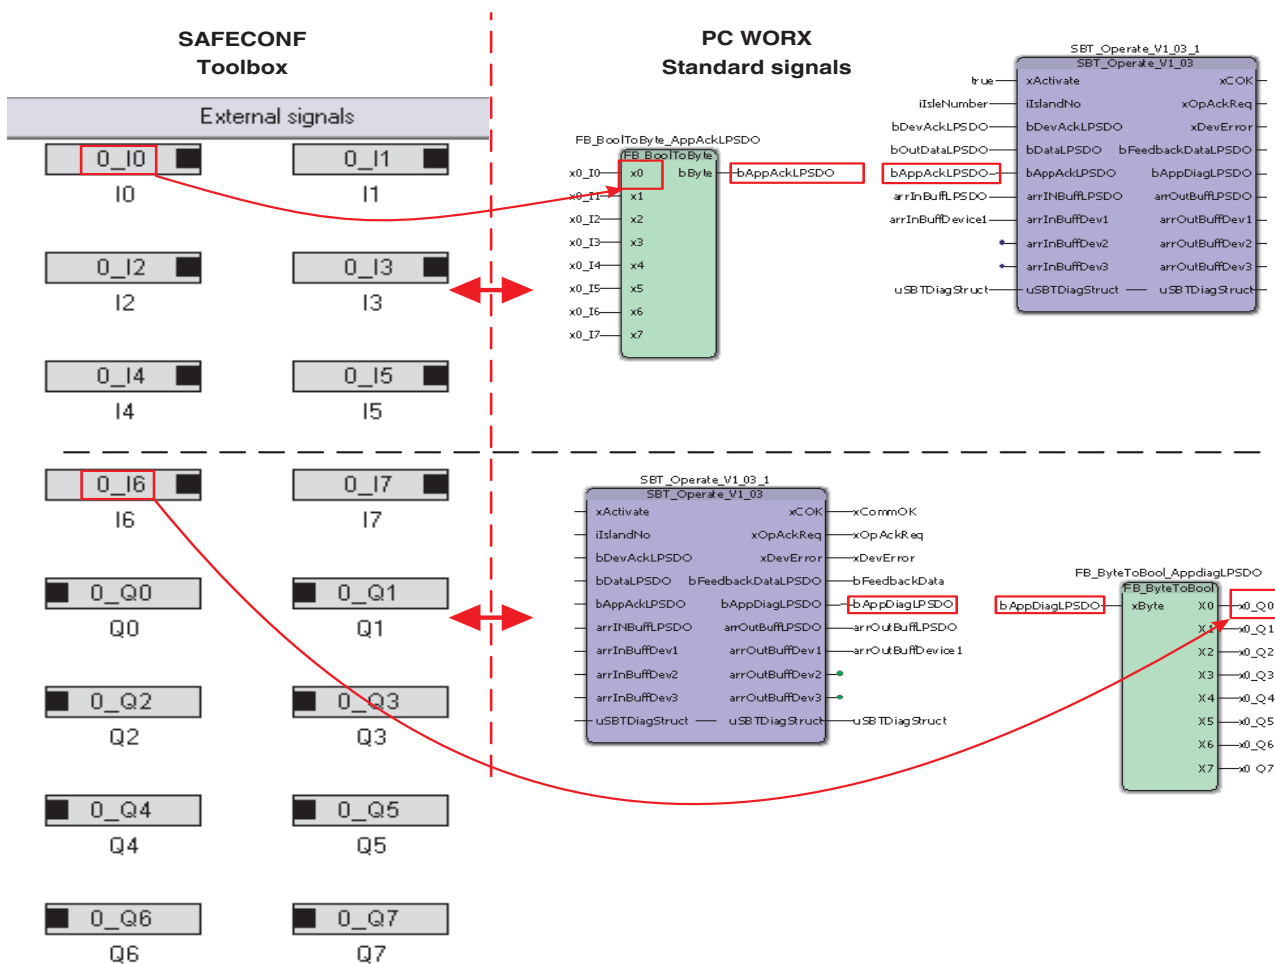 SAFECONF
Toolbox
External signals
0_I0
I0
0_I1
I1
0_I2
I2
0_I3
I3
0_I4
I4
0_I5
I5
0_I6
I6
0_I7
I7
0_Q0
Q0
0_Q1
Q1
0_Q2
Q2
0_Q3
Q3
0_Q4
Q4
0_Q5
Q5
0_Q6
Q6
0_Q7
Q7
PC WORX
Standard signals
FB_BoolToByte_AppAckLPSDO
FB_BoolToByte
x0_I0 x0 bByte bAppAckLPSDO
x0_I1 x1
x0_I2 x2
x0_I3 x3
x0_I4 x4
x0_I5 x5
x0_I6 x6
x0_I7 x7
SBT_Operate_V1_03_1
SBT_Operate_V1_03
true xActivate xCOK
iIsleNumber iIslandNo xOpAckReq
bDevAckLPSDO bDevAckLPSDO xDevError
bOutDataLPSDO bDataLPSDO bFeedbackDataLPSDO
bAppAckLPSDO bAppAckLPSDO bAppDiagLPSDO
arrInBuffLPSDO arrINBuffLPSDO arrOutBuffLPSDO
arrInBuffDevice1 arrInBuffDev1 arrOutBuffDev1
arrInBuffDev2 arrOutBuffDev2
arrInBuffDev3 arrOutBuffDev3
uSBTDiagStruct uSBTDiagStruct uSBTDiagStruct
SBT_Operate_V1_03_1
SBT_Operate_V1_03
xActivate xCOK xCommOK
iIslandNo xOpAckReq xOpAckReq
bDevAckLPSDO xDevError xDevError
bDataLPSDO bFeedbackDataLPSDO bFeedbackData
bAppAckLPSDO bAppDiagLPSDO bAppDiagLPSDO
arrINBuffLPSDO arrOutBuffLPSDO arrOutBuffLPSDO
arrInBuffDev1 arrOutBuffDev1 arrOutBuffDevice1
arrInBuffDev2 arrOutBuffDev2
arrInBuffDev3 arrOutBuffDev3
uSBTDiagStruct uSBTDiagStruct uSBTDiagStruct
FB_ByteToBool_AppdiagLPSDO
FB_ByteToBool
bAppDiagLPSDO xByte X0 x0_Q0
X1 x0_Q1
X2 x0_Q2
X3 x0_Q3
X4 x0_Q4
X5 x0_Q5
X6 x0_Q6
X7 x0_Q7